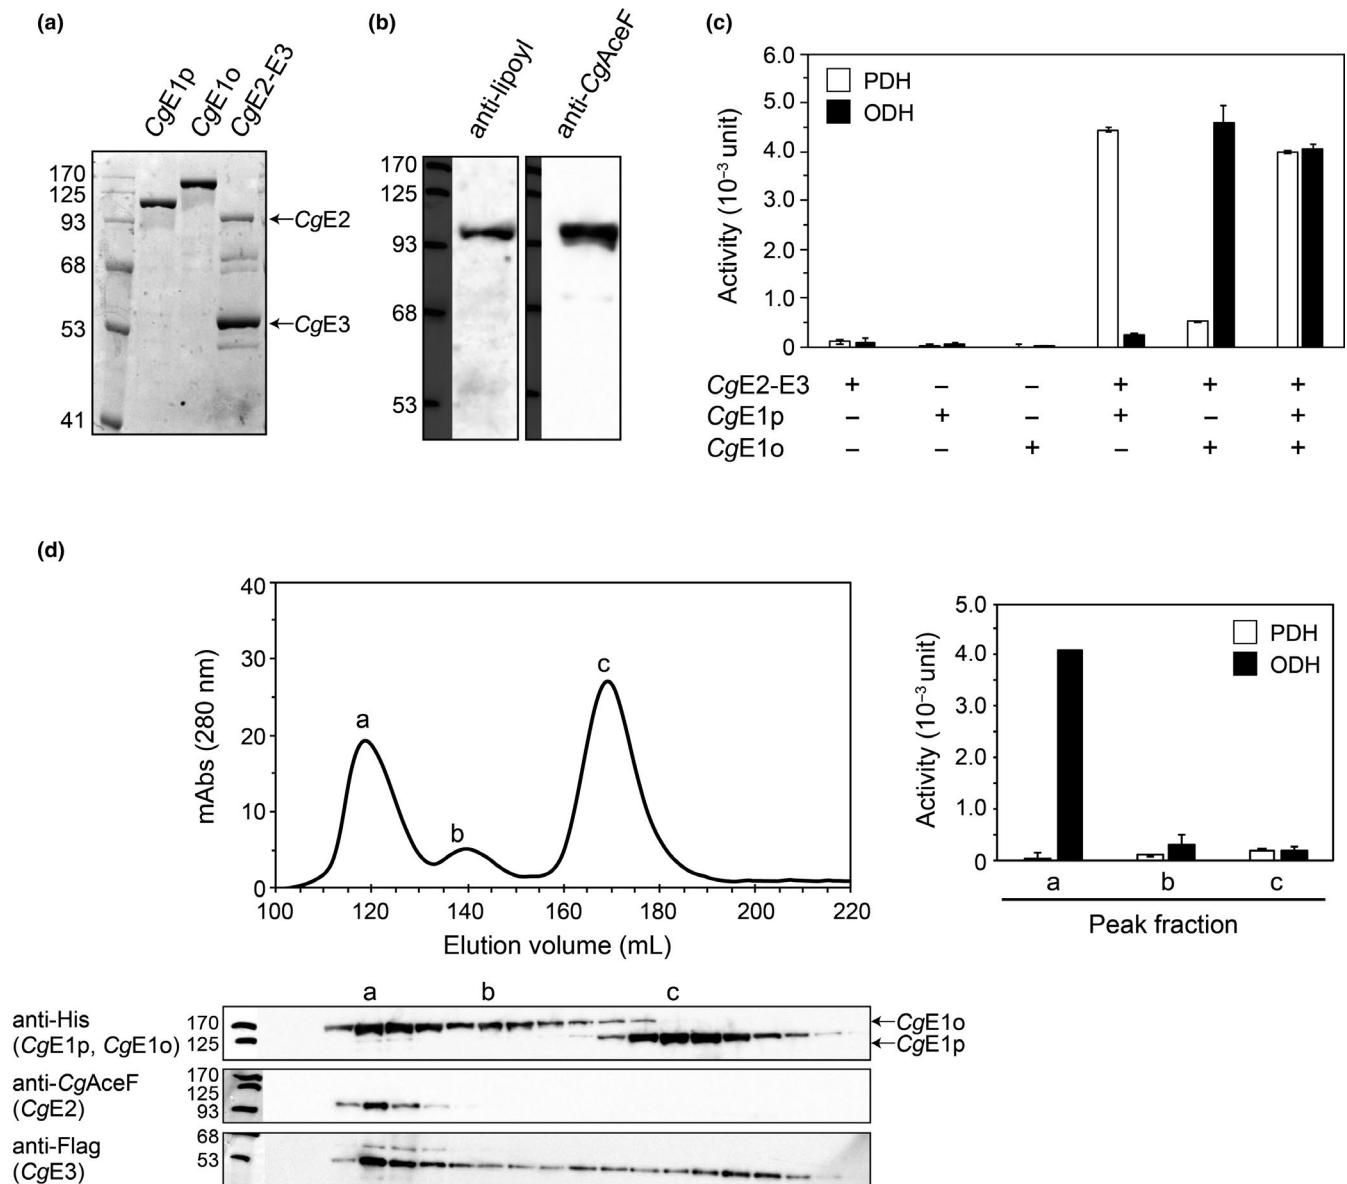 (a)
CgE1p
CgE1o
CgE2-E3
170
125
93
68
53
41
←CgE2
←CgE3
(b)
anti-lipoyl
anti-CgAceF
170
125
93
68
53
(c)
6.0
5.0
4.0
3.0
2.0
1.0
0
Activity (10⁻³ unit)
PDH
ODH
CgE2-E3 + – – + + +
CgE1p – + – + – +
CgE1o – – + – + +
(d)
40
30
20
10
0
mAbs (280 nm)
a
b
c
100 120 140 160 180 200 220
Elution volume (mL)
5.0
4.0
3.0
2.0
1.0
0
Activity (10⁻³ unit)
PDH
ODH
a b c
Peak fraction
a b c
anti-His
(CgE1p, CgE1o)
170
125
←CgE1o
←CgE1p
anti-CgAceF
(CgE2)
170
125
93
anti-Flag
(CgE3)
68
53